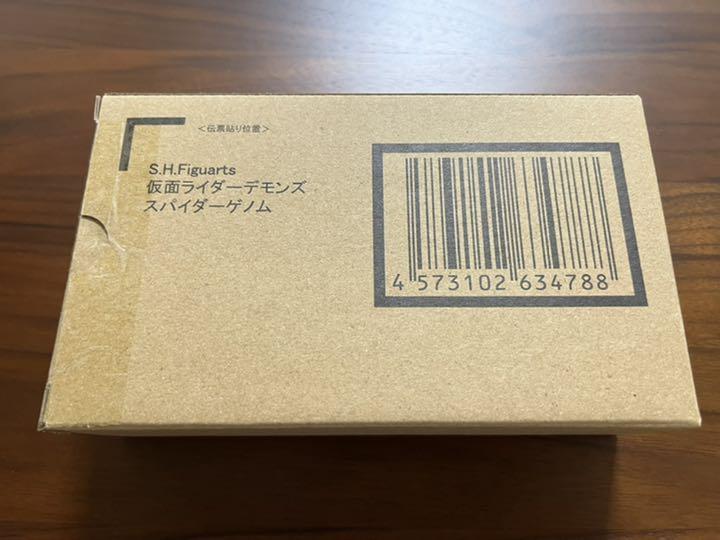 ＜伝票貼り位置＞
S.H.Figuarts
仮面ライダーデモンズ
スパイダーゲノム
4 573102 634788